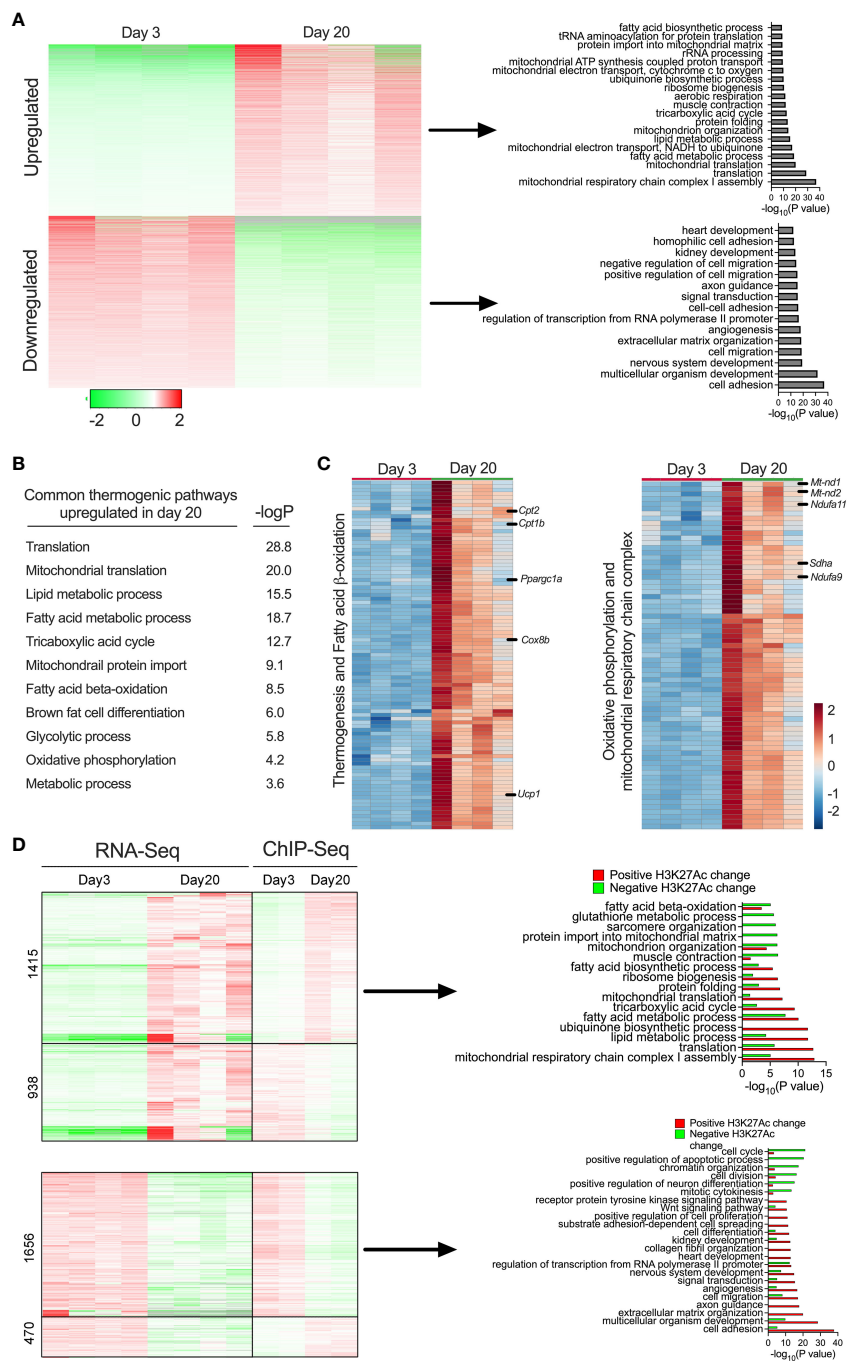 A
Day 3
Day 20
Upregulated
Downregulated
-2
0
2
fatty acid biosynthetic process
tRNA aminoacylation for protein translation
protein import into mitochondrial matrix
rRNA processing
mitochondrial ATP synthesis coupled proton transport
mitochondrial electron transport, cytochrome c to oxygen
ubiquinone biosynthetic process
ribosome biogenesis
aerobic respiration
muscle contraction
tricarboxylic acid cycle
protein folding
mitochondrion organization
lipid metabolic process
mitochondrial electron transport, NADH to ubiquinone
fatty acid metabolic process
mitochondrial translation
translation
mitochondrial respiratory chain complex I assembly
0 10 20 30 40
-log10(P value)
heart development
homophilic cell adhesion
kidney development
negative regulation of cell migration
positive regulation of cell migration
axon guidance
signal transduction
cell-cell adhesion
regulation of transcription from RNA polymerase II promoter
angiogenesis
extracellular matrix organization
cell migration
nervous system development
multicellular organism development
cell adhesion
0 10 20 30 40
-log10(P value)
B
Common thermogenic pathways
upregulated in day 20
-logP
Translation 28.8
Mitochondrial translation 20.0
Lipid metabolic process 15.5
Fatty acid metabolic process 18.7
Tricaboxylic acid cycle 12.7
Mitochondrail protein import 9.1
Fatty acid beta-oxidation 8.5
Brown fat cell differentiation 6.0
Glycolytic process 5.8
Oxidative phosphorylation 4.2
Metabolic process 3.6
C
Day 3
Day 20
Thermogenesis and Fatty acid β-oxidation
Cpt2
Cpt1b
Ppargc1a
Cox8b
Ucp1
Day 3
Day 20
Oxidative phosphorylation and
mitochondrial respiratory chain complex
Mt-nd1
Mt-nd2
Ndufa11
Sdha
Ndufa9
2
1
0
-1
-2
D
RNA-Seq
ChIP-Seq
Day3
Day20
Day3
Day20
1415
938
1656
470
Positive H3K27Ac change
Negative H3K27Ac change
fatty acid beta-oxidation
glutathione metabolic process
sarcomere organization
protein import into mitochondrial matrix
mitochondrion organization
muscle contraction
fatty acid biosynthetic process
ribosome biogenesis
protein folding
mitochondrial translation
tricarboxylic acid cycle
fatty acid metabolic process
ubiquinone biosynthetic process
lipid metabolic process
translation
mitochondrial respiratory chain complex I assembly
0 5 10 15
-log10(P value)
Positive H3K27Ac change
Negative H3K27Ac
change
cell cycle
positive regulation of apoptotic process
chromatin organization
cell division
positive regulation of neuron differentiation
mitotic cytokinesis
receptor protein tyrosine kinase signaling pathway
Wnt signaling pathway
positive regulation of cell proliferation
substrate adhesion-dependent cell spreading
cell differentiation
kidney development
collagen fibril organization
heart development
regulation of transcription from RNA polymerase II promoter
nervous system development
signal transduction
angiogenesis
cell migration
axon guidance
extracellular matrix organization
multicellular organism development
cell adhesion
0 10 20 30 40
-log10(P value)